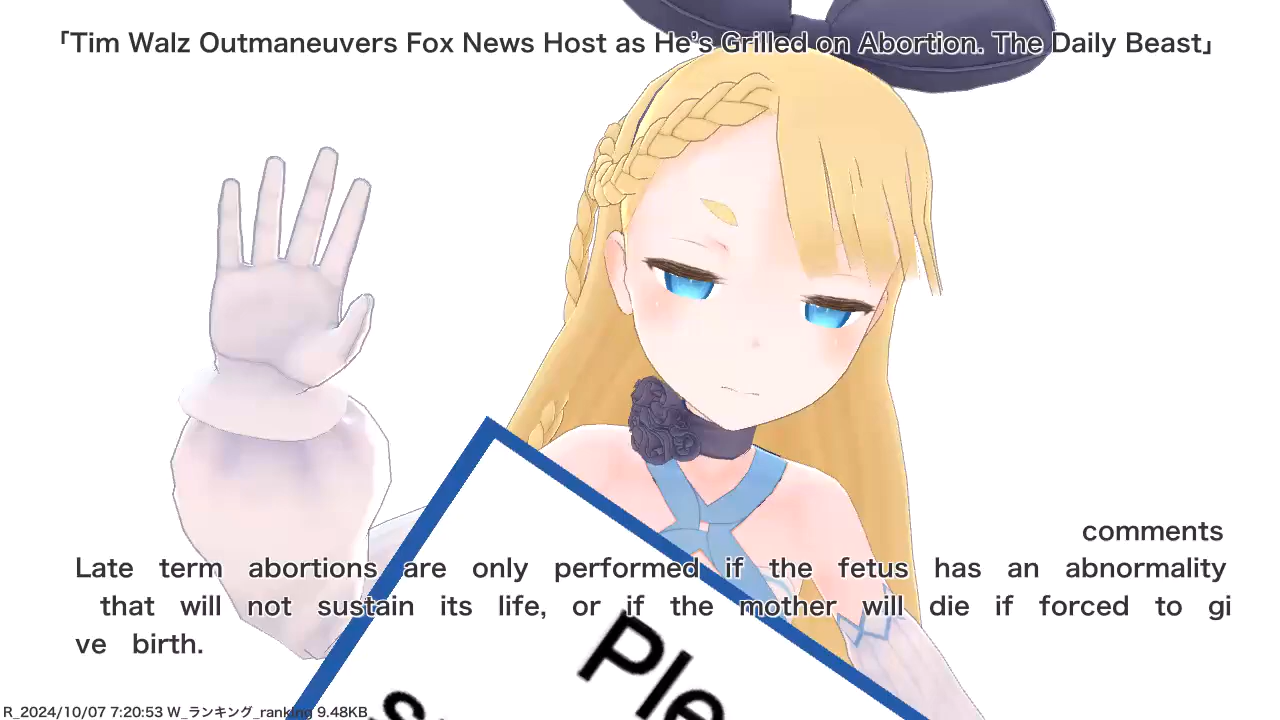 「Tim Walz Outmaneuvers Fox News Host as He's Grilled on Abortion. The Daily Beast」
comments
Late term abortions are only performed if the fetus has an abnormality
that will not sustain its life, or if the mother will die if forced to gi
ve birth.
Ple
s
R_2024/10/07 7:20:53 W_ランキング_ranking 9.48KB